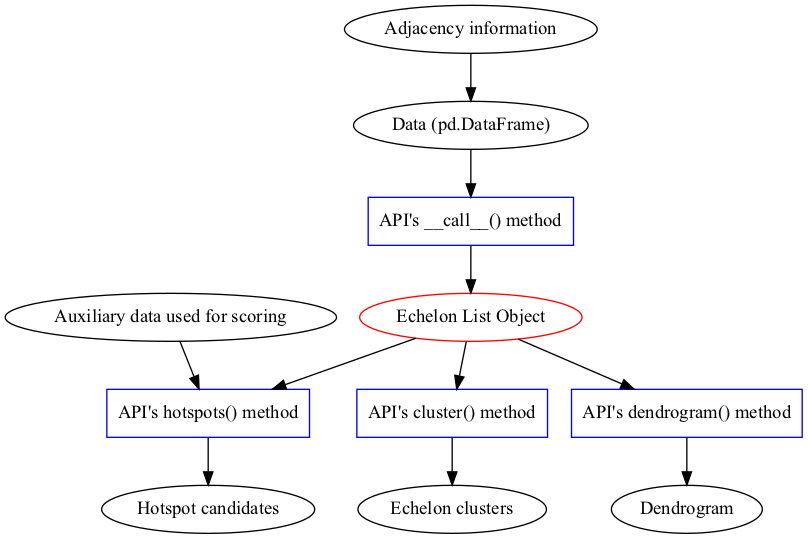 Adjacency information
Data (pd.DataFrame)
API's __call__() method
Auxiliary data used for scoring
Echelon List Object
API's hotspots() method
API's cluster() method
API's dendrogram() method
Hotspot candidates
Echelon clusters
Dendrogram